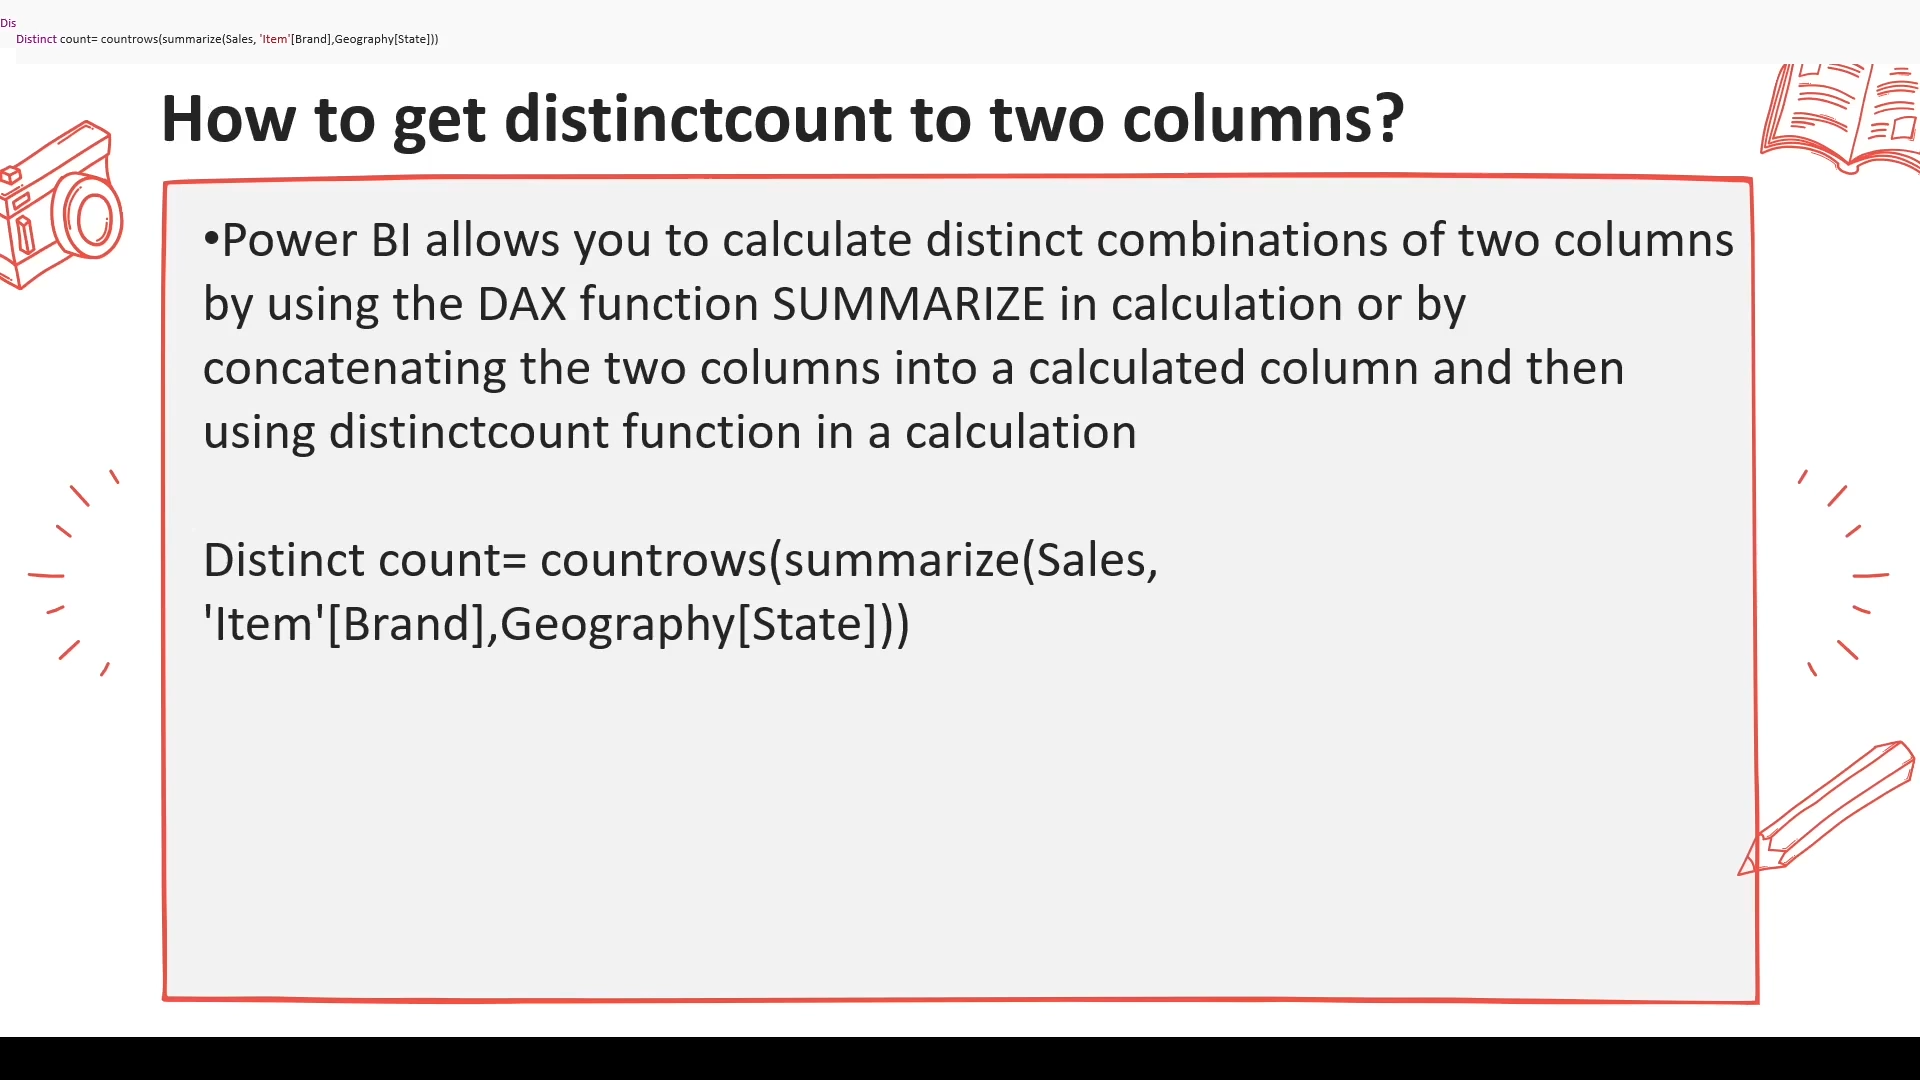 Dis
Distinct count= countrows(summarize(Sales, 'Item'[Brand],Geography[State]))
How to get distinctcount to two columns?
•Power BI allows you to calculate distinct combinations of two columns
by using the DAX function SUMMARIZE in calculation or by
concatenating the two columns into a calculated column and then
using distinctcount function in a calculation
Distinct count= countrows(summarize(Sales,
'Item'[Brand],Geography[State]))